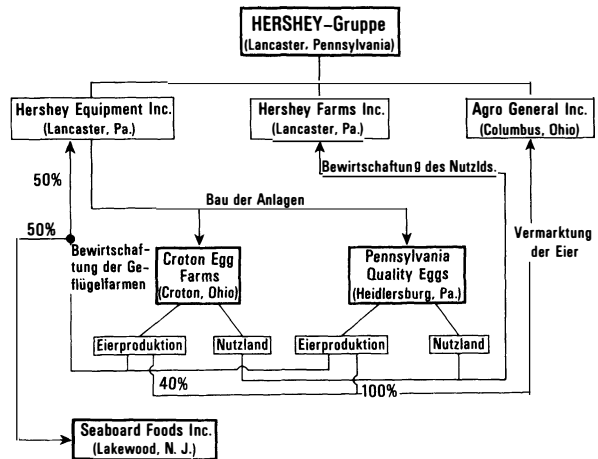 HERSHEY–Gruppe
(Lancaster, Pennsylvania)
Hershey Equipment Inc.
(Lancaster, Pa.)
Hershey Farms Inc.
(Lancaster, Pa.)
Agro General Inc.
(Columbus, Ohio)
Bewirtschaftung des Nutzlds.
50%
Bau der Anlagen
50%
Bewirtschaf-
tung der Ge-
flügelfarmen
Croton Egg
Farms
(Croton, Ohio)
Pennsylvania
Quality Eggs
(Heidlersburg, Pa.)
Vermarktung
der Eier
Eierproduktion
Nutzland
Eierproduktion
Nutzland
40%
100%
Seaboard Foods Inc.
(Lakewood, N. J.)